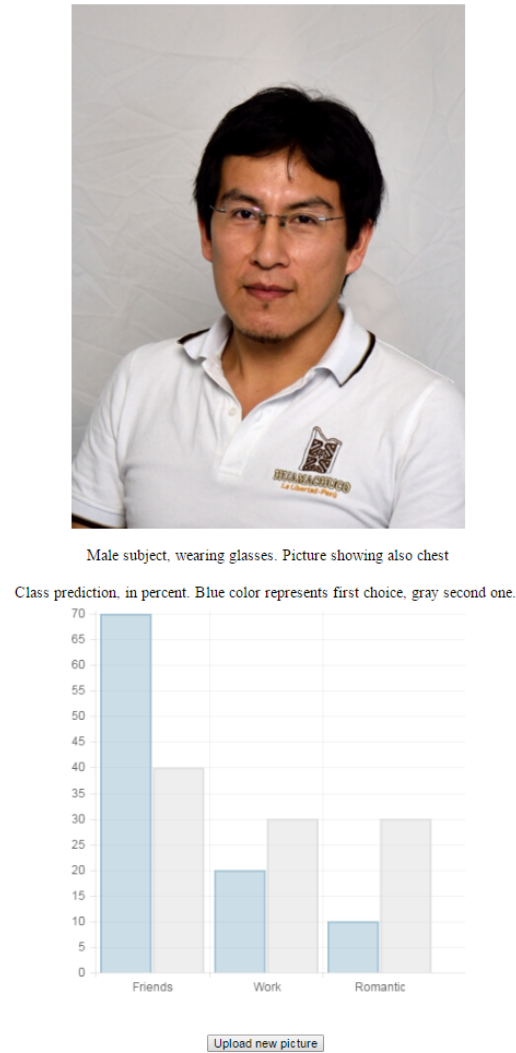 HUAMACHUCO
La Libertad-Perú
Male subject, wearing glasses. Picture showing also chest
Class prediction, in percent. Blue color represents first choice, gray second one.
70
65
60
55
50
45
40
35
30
25
20
15
10
5
0
Friends Work Romantic
Upload new picture